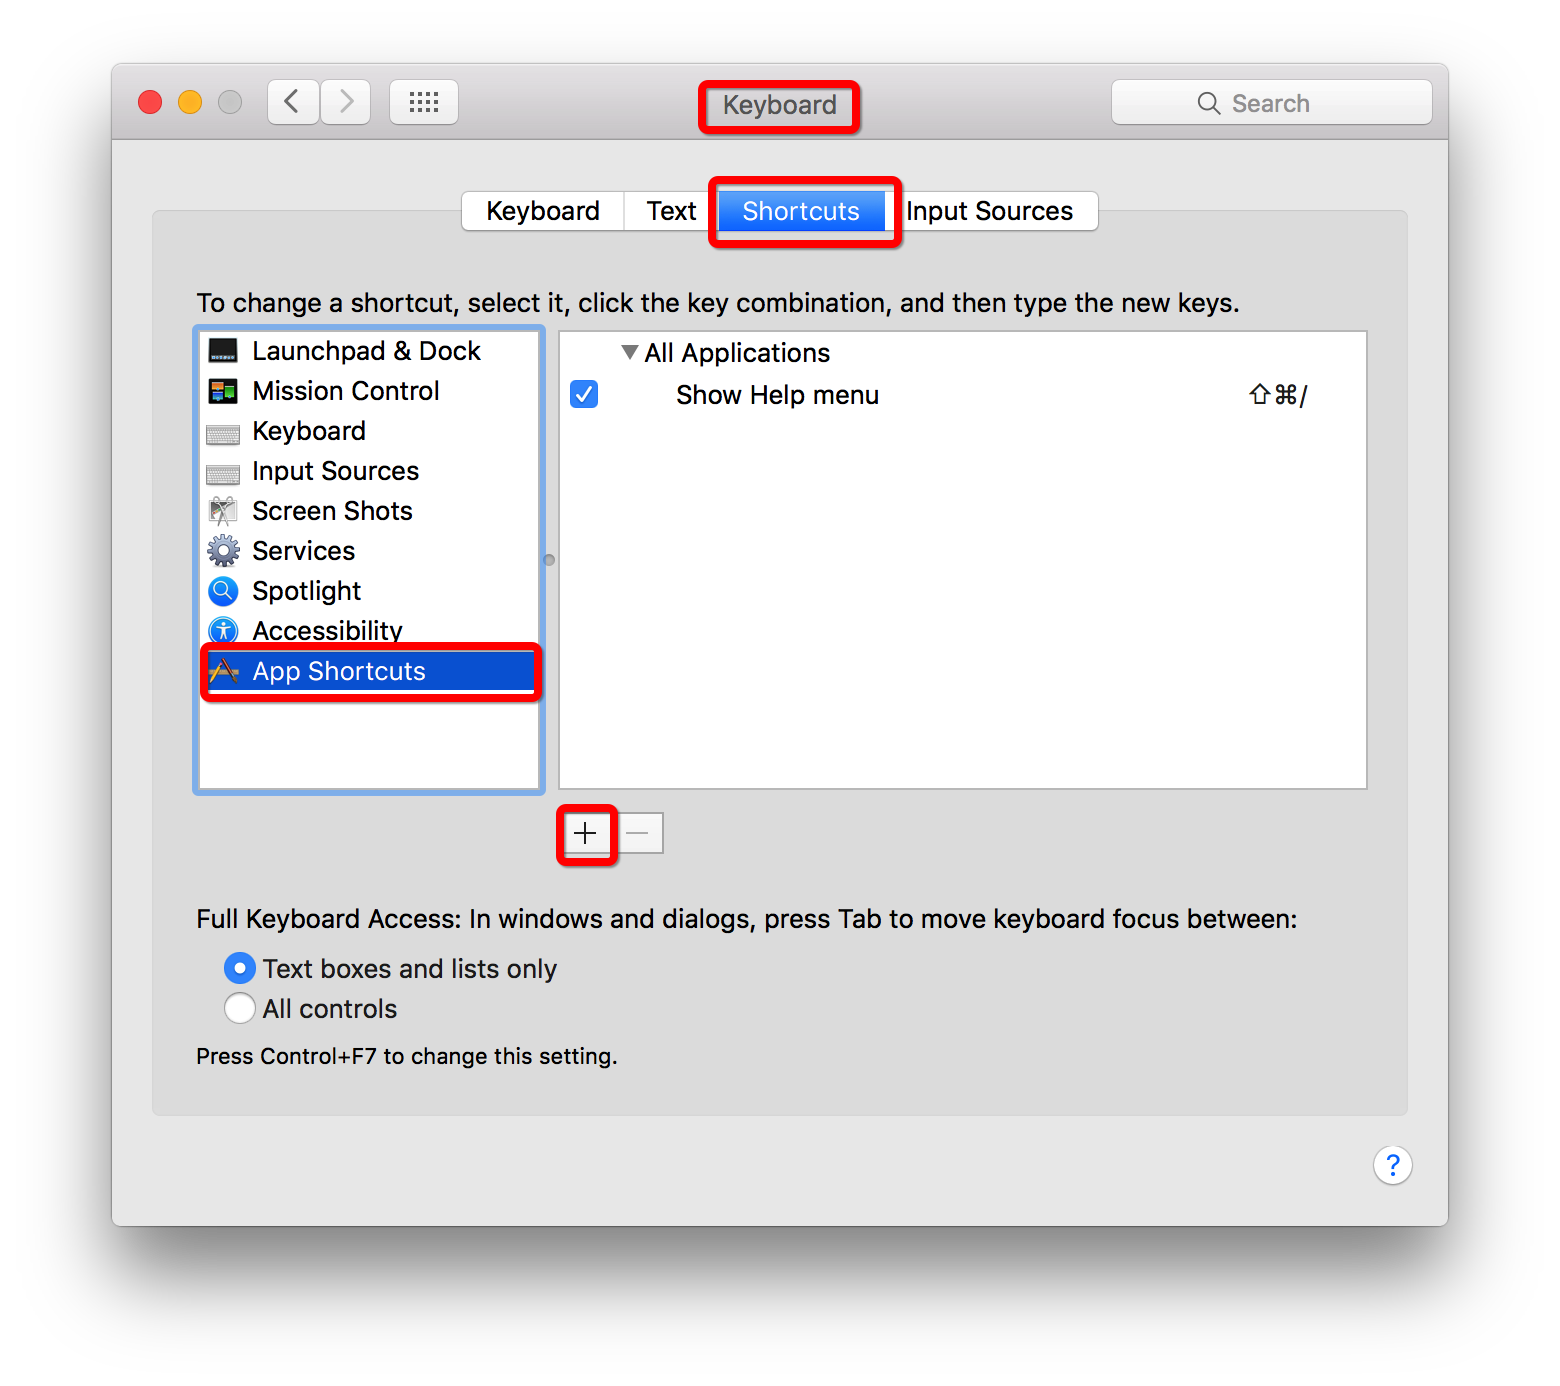 Keyboard
Search
Keyboard Text Shortcuts Input Sources
To change a shortcut, select it, click the key combination, and then type the new keys.
Launchpad & Dock
Mission Control
Keyboard
Input Sources
Screen Shots
Services
Spotlight
Accessibility
App Shortcuts
All Applications
Show Help menu ⇧⌘/
Full Keyboard Access: In windows and dialogs, press Tab to move keyboard focus between:
Text boxes and lists only
All controls
Press Control+F7 to change this setting.
?